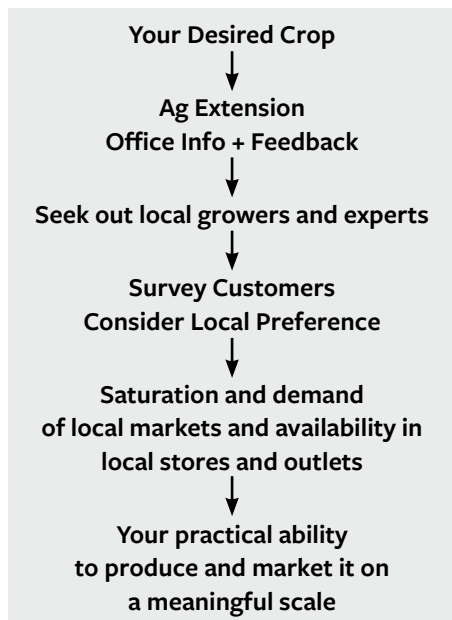 Your Desired Crop
Ag Extension
Office Info + Feedback
Seek out local growers and experts
Survey Customers
Consider Local Preference
Saturation and demand
of local markets and availability in
local stores and outlets
Your practical ability
to produce and market it on
a meaningful scale